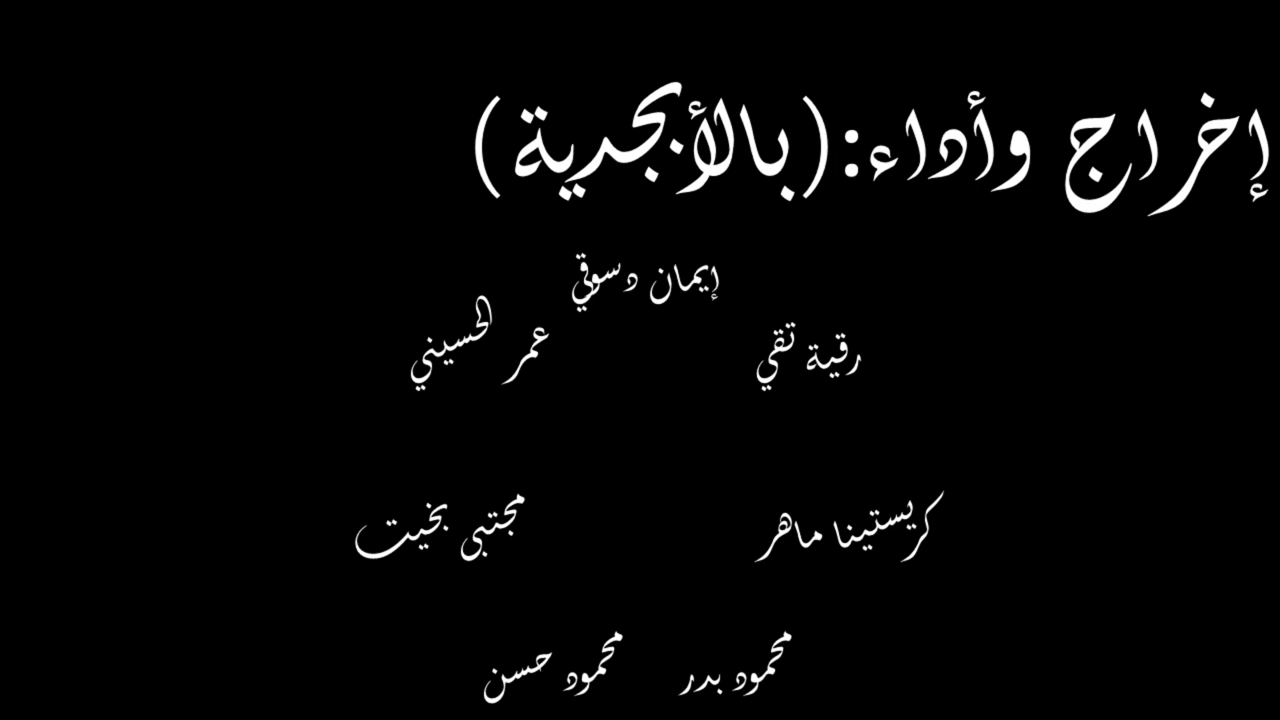 إخراج وأداء:(بالأبجدية)
إيمان دسوقي
رقية تقي
عمر الحسيني
كريستينا ماهر
مجتبى بخيت
محمود بدر
محمود حسن